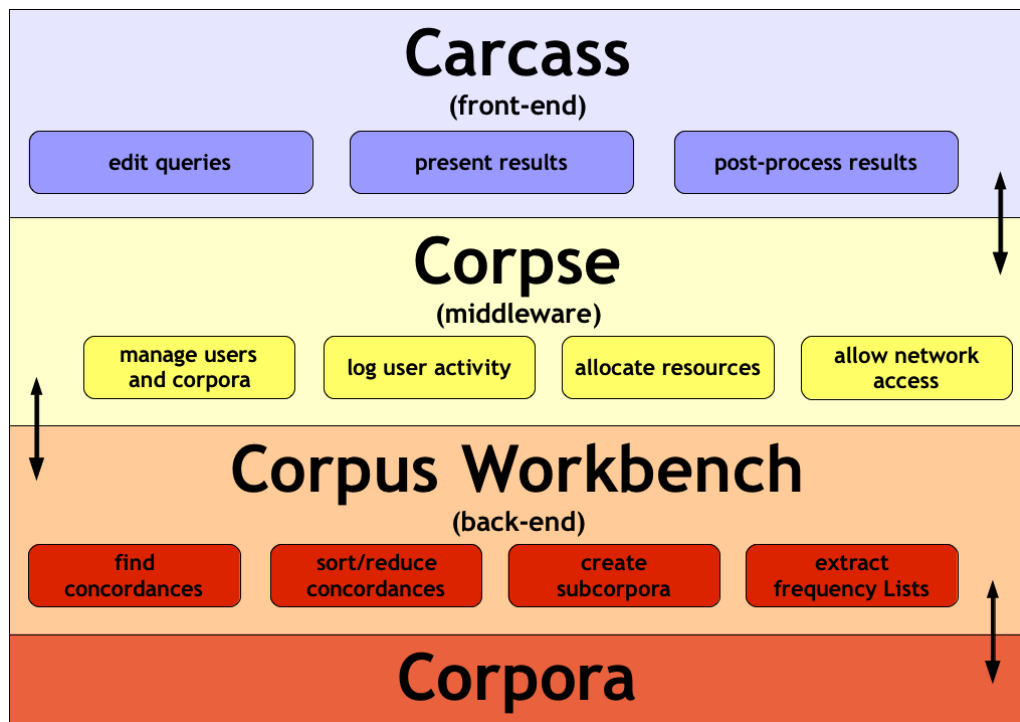 Carcass
(front-end)
edit queries
present results
post-process results
Corpse
(middleware)
manage users
and corpora
log user activity
allocate resources
allow network
access
Corpus Workbench
(back-end)
find
concordances
sort/reduce
concordances
create
subcorpora
extract
frequency Lists
Corpora